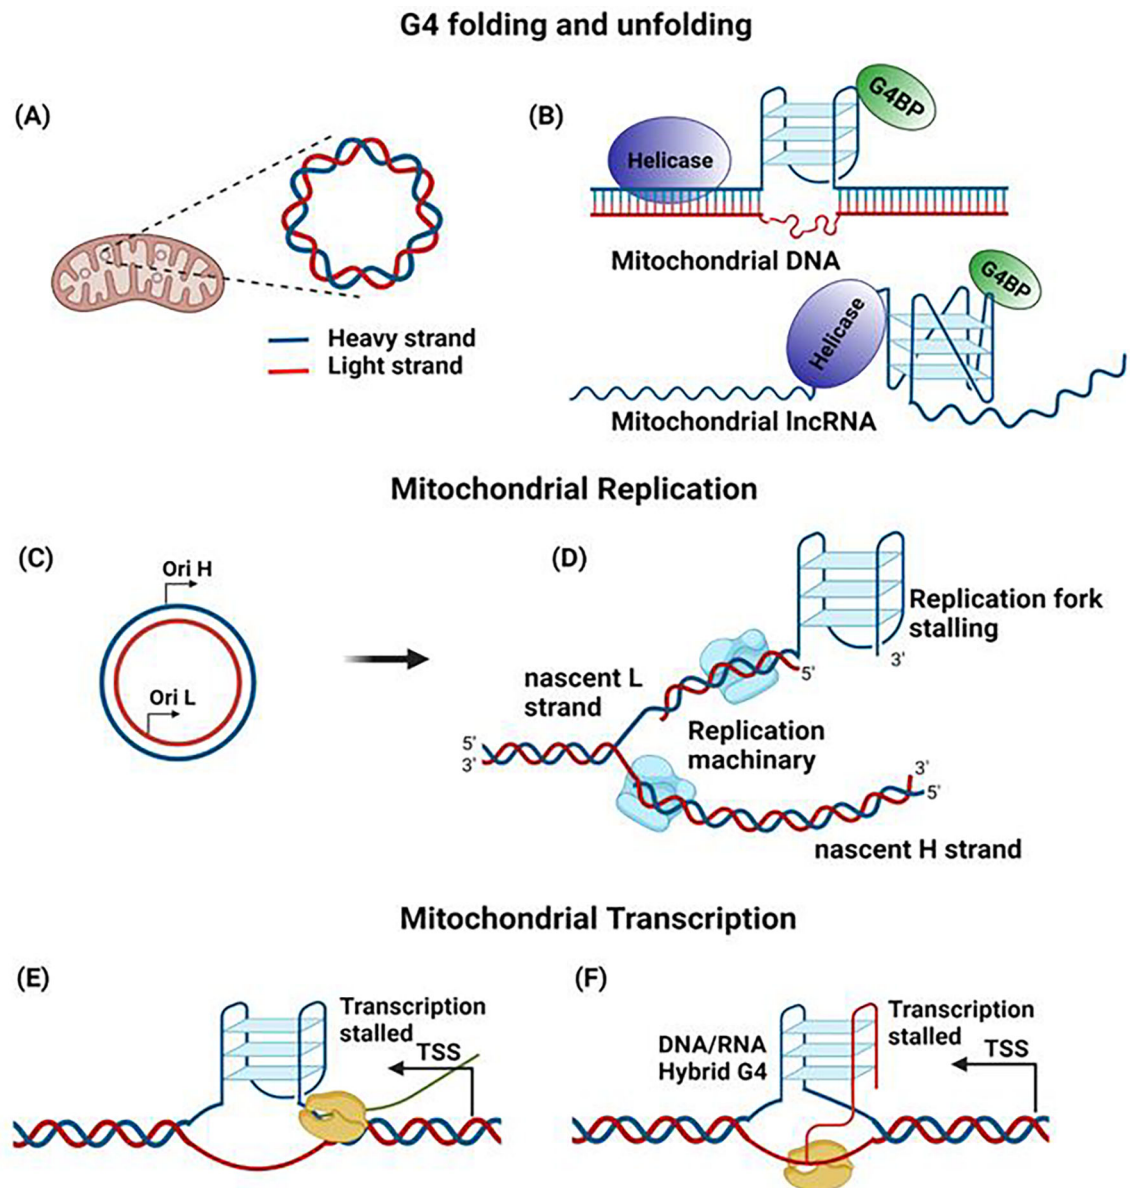 G4 folding and unfolding
(A)
Heavy strand
Light strand
(B)
G4BP
Helicase
Mitochondrial DNA
G4BP
Helicase
Mitochondrial lncRNA
Mitochondrial Replication
(C)
Ori H
Ori L
(D)
Replication fork
stalling
3'
5'
nascent L
strand
Replication
machinary
5'
3'
3'
5'
nascent H strand
Mitochondrial Transcription
(E)
Transcription
stalled
TSS
(F)
Transcription
stalled
DNA/RNA
Hybrid G4
TSS